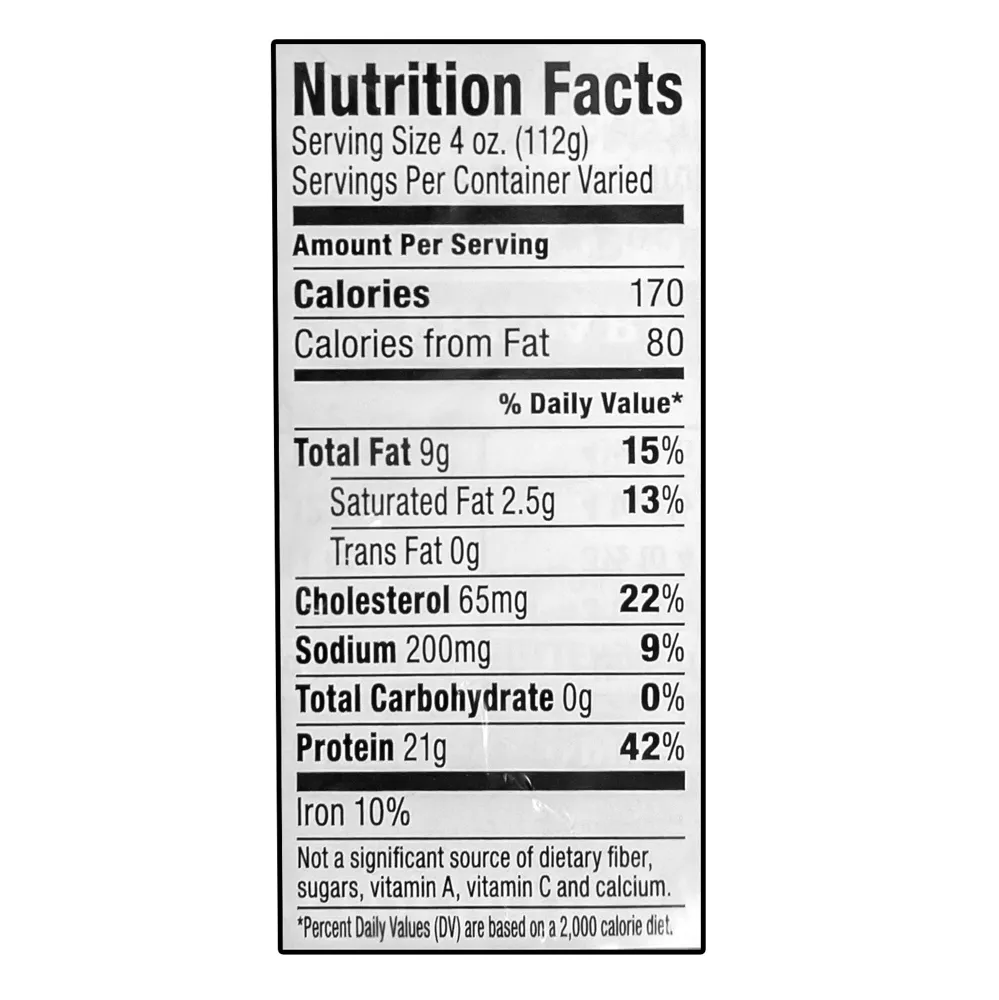 Nutrition Facts
Serving Size 4 oz. (112g)
Servings Per Container Varied
Amount Per Serving
Calories 170
Calories from Fat 80
% Daily Value*
Total Fat 9g 15%
Saturated Fat 2.5g 13%
Trans Fat 0g
Cholesterol 65mg 22%
Sodium 200mg 9%
Total Carbohydrate 0g 0%
Protein 21g 42%
Iron 10%
Not a significant source of dietary fiber,
sugars, vitamin A, vitamin C and calcium.
*Percent Daily Values (DV) are based on a 2,000 calorie diet.